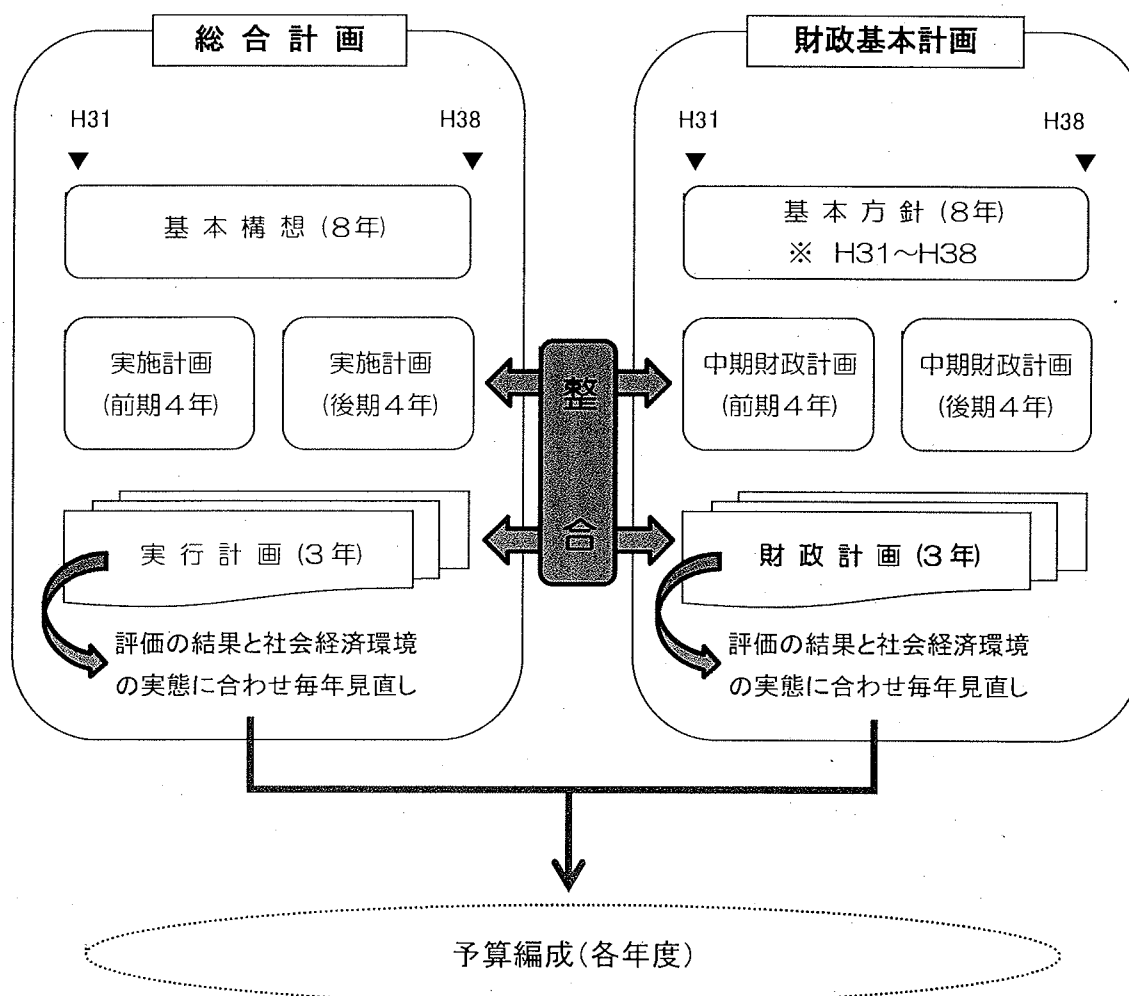 総合計画
H31
H38
基本構想(8年)
実施計画
(前期4年)
実施計画
(後期4年)
実行計画(3年)
評価の結果と社会経済環境
の実態に合わせ毎年見直し
整
合
財政基本計画
H31
H38
基本方針(8年)
※ H31～H38
中期財政計画
(前期4年)
中期財政計画
(後期4年)
財政計画(3年)
評価の結果と社会経済環境
の実態に合わせ毎年見直し
予算編成(各年度)